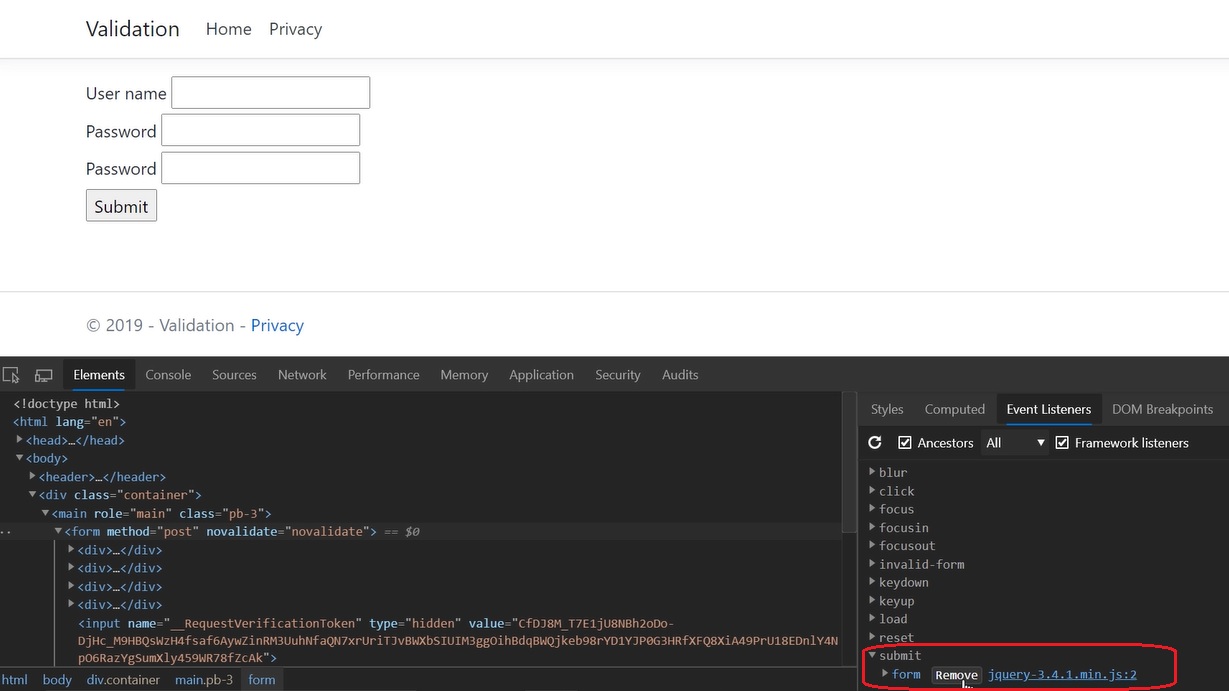 Validation Home Privacy
User name
Password
Password
Submit
© 2019 - Validation - Privacy
Elements Console Sources Network Performance Memory Application Security Audits
<!doctype html>
<html lang="en">
<head>…</head>
<body>
<header>…</header>
<div class="container">
<main role="main" class="pb-3">
<form method="post" novalidate="novalidate"> == $0
<div>…</div>
<div>…</div>
<div>…</div>
<div>…</div>
<input name="__RequestVerificationToken" type="hidden" value="CfDJ8M_T7E1jU8NBh2oDo-
DjHc_M9HBQsWzH4fsaf6AywZinRM3UuhNfaQN7xrUriTJvBWXbSIUIM3ggOihBdqBWQjkeb98rYD1YJP0G3HRfXFQ8XiA49PrU18EDnlY4N
pO6RazYgSumXly459WR78fZcAk">
html body div.container main.pb-3 form
Styles Computed Event Listeners DOM Breakpoints
Ancestors All Framework listeners
blur
click
focus
focusin
focusout
invalid-form
keydown
keyup
load
reset
submit
form Remove jquery-3.4.1.min.js:2